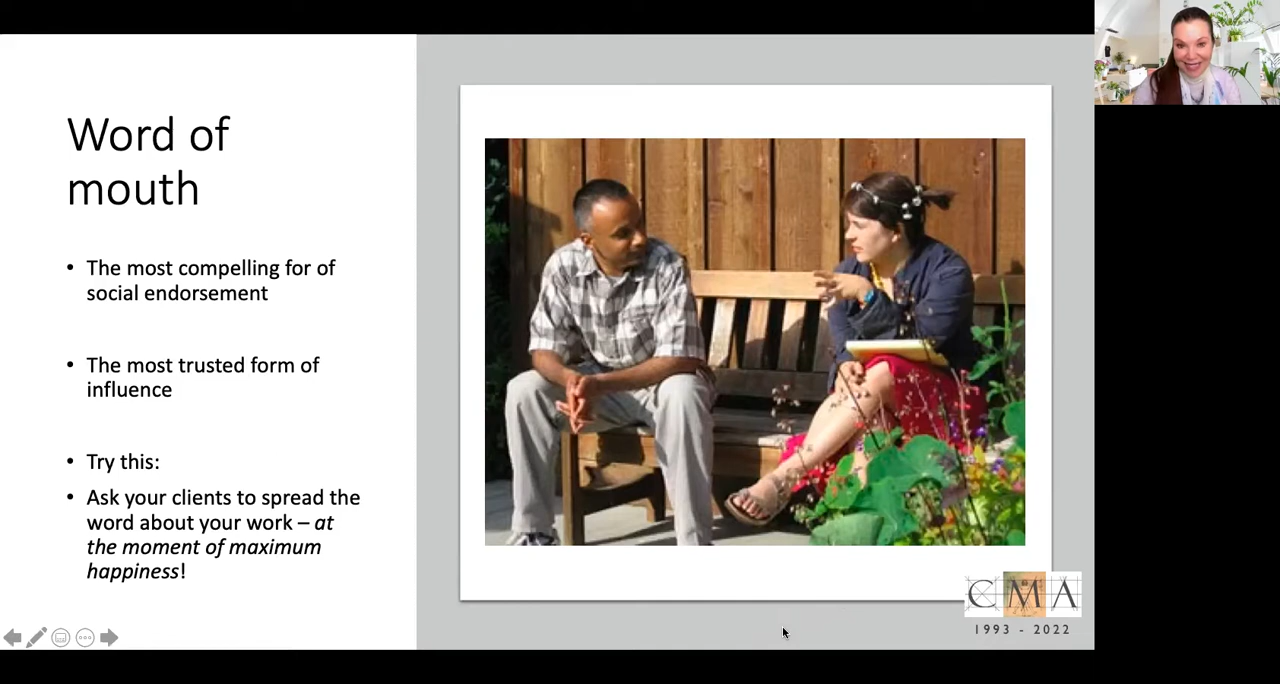 Word of
mouth
• The most compelling for of
social endorsement
• The most trusted form of
influence
• Try this:
• Ask your clients to spread the
word about your work – at
the moment of maximum
happiness!
CMA
1993 - 2022